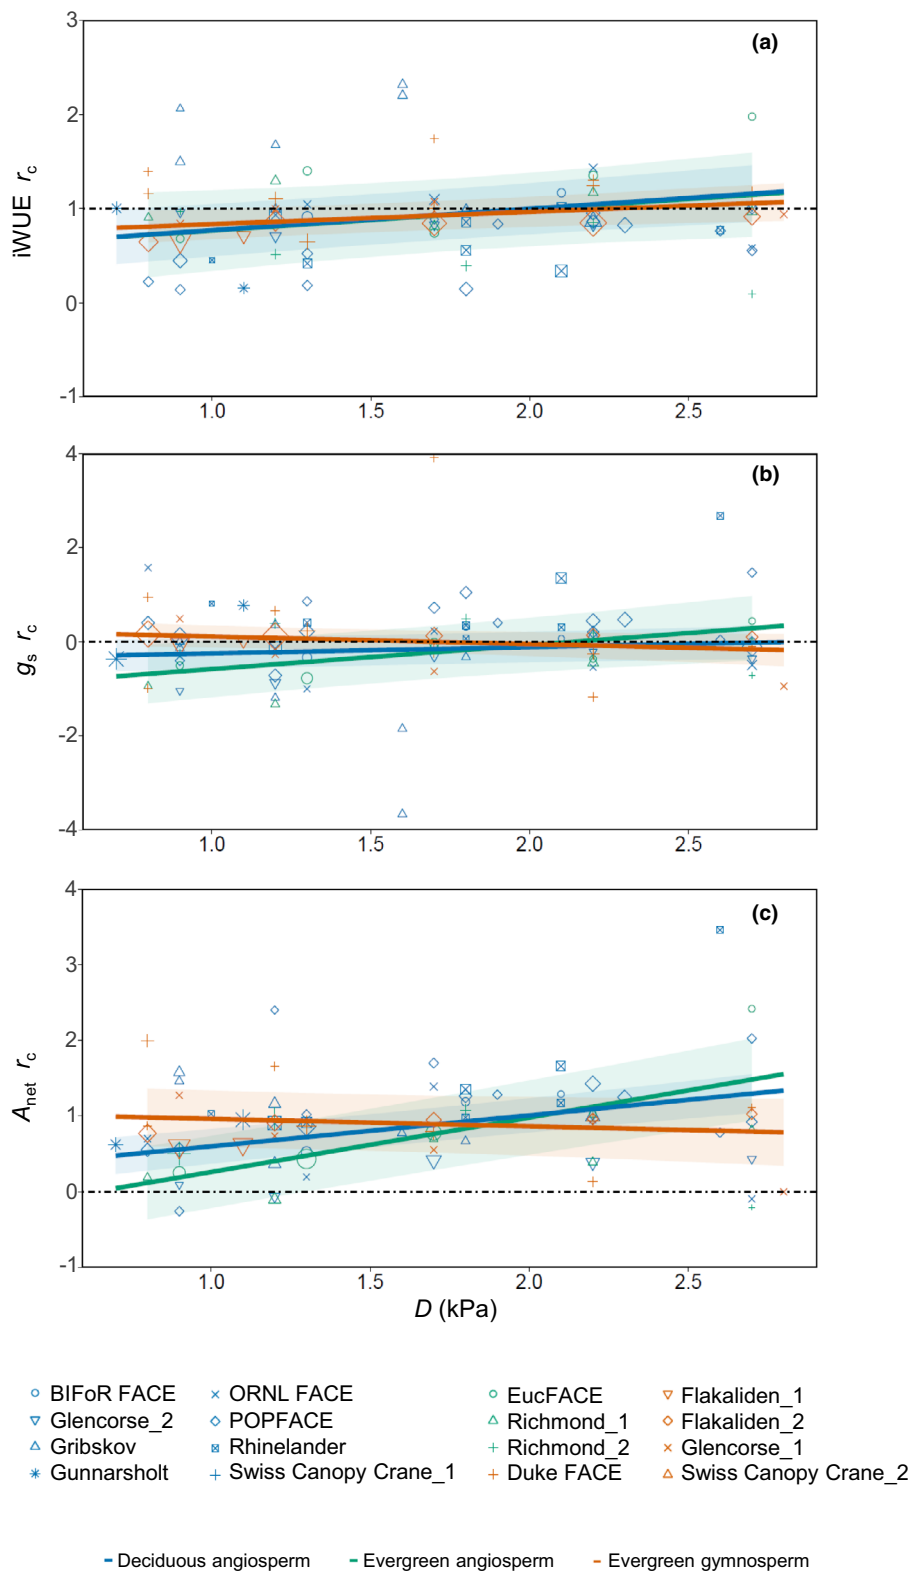 (a)
3
2
1
0
-1
iWUE rc
1.0 1.5 2.0 2.5
(b)
4
2
0
-2
-4
gs rc
1.0 1.5 2.0 2.5
(c)
4
3
2
1
0
-1
Anet rc
1.0 1.5 2.0 2.5
D (kPa)
BIFoR FACE ORNL FACE EucFACE Flakaliden_1
Glencorse_2 POPFACE Richmond_1 Flakaliden_2
Gribskov Rhinelander Richmond_2 Glencorse_1
Gunnarsholt Swiss Canopy Crane_1 Duke FACE Swiss Canopy Crane_2
Deciduous angiosperm Evergreen angiosperm Evergreen gymnosperm